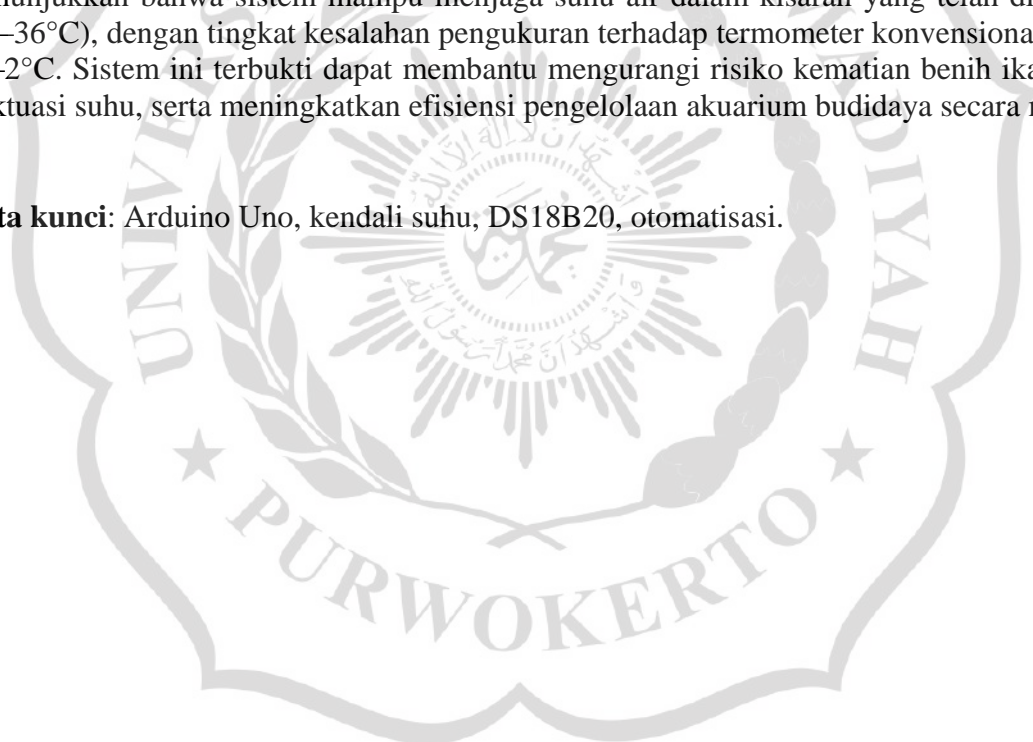 unjukkan bahwa sistem mampu menjaga suhu air dalam kisaran yang telah di
–36°C), dengan tingkat kesalahan pengukuran terhadap termometer konvensiona
-2°C. Sistem ini terbukti dapat membantu mengurangi risiko kematian benih ika
ktuasi suhu, serta meningkatkan efisiensi pengelolaan akuarium budidaya secara
ta kunci: Arduino Uno, kendali suhu, DS18B20, otomatisasi.
PURWOKERTO